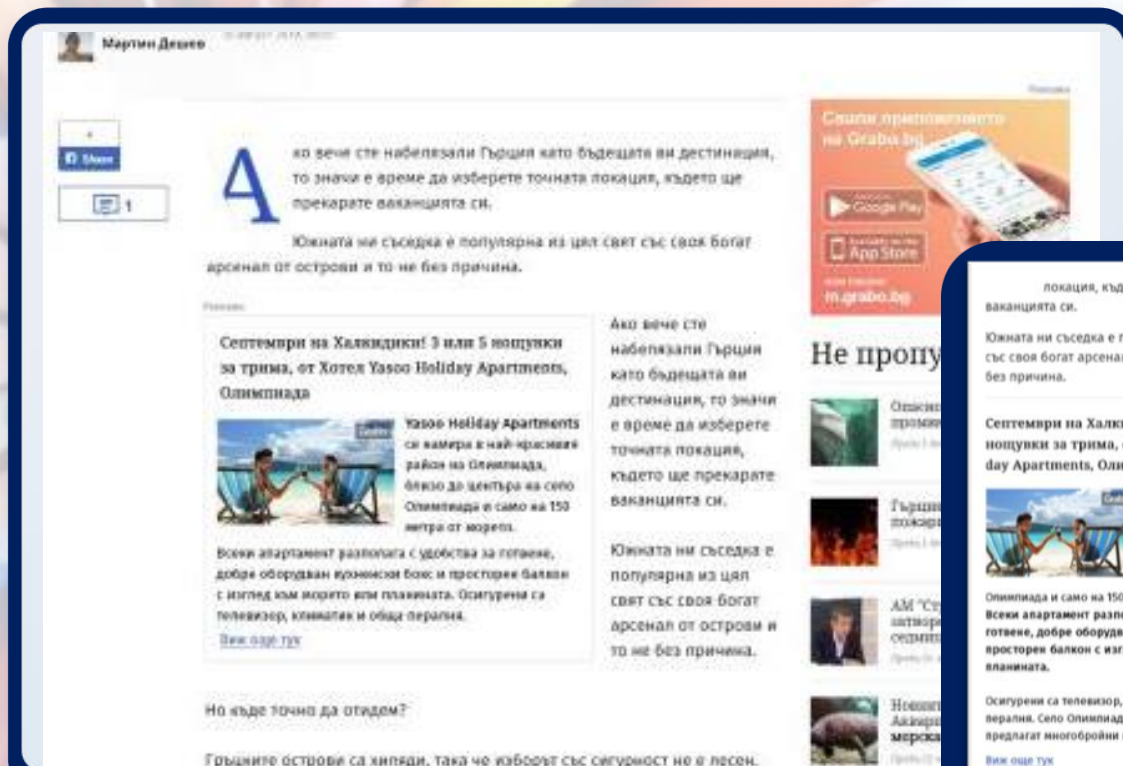 Мартин Дешев
Share
1
Ако вече сте набелязали Гърция като бъдещата ви дестинация,
то значи е време да изберете точната локация, където ще
прекарате ваканцията си.
Южната ни съседка е популярна из цял свят със своя богат
арсенал от острови и то не без причина.
Септември на Халкидики! 3 или 5 нощувки
за трима, от Хотел Yasoo Holiday Apartments,
Олимпиада
Yasoo Holiday Apartments
се намира в най-красивия
район на Олимпиада,
близо до центъра на село
Олимпиада и само на 150
метра от морето.
Всеки апартамент разполага с удобства за готвене,
добре оборудван кухненски бокс и просторен балкон
с изглед към морето или планината. Осигурени са
телевизор, климатик и обща пералня.
Виж още тук
Ако вече сте
набелязали Гърция
като бъдещата ви
дестинация, то значи
е време да изберете
точната локация,
където ще прекарате
ваканцията си.
Южната ни съседка е
популярна из цял
свят със своя богат
арсенал от острови и
то не без причина.
Но къде точно да отидем?
Гръцките острови са хиляди, така че изборът със сигурност не е лесен.
Свали приложението
на Grabo.bg
Google Play
App Store
m.grabo.bg
Не пропу
мерска
локация, къд
ваканцията си.
Южната ни съседка е п
със своя богат арсенал
без причина.
Септември на Халки
нощувки за трима,
day Apartments, Оли
Олимпиада и само на 150
Всеки апартамент разпо
готвене, добре оборудв
просторен балкон с изг
планината.
Осигурени са телевизор,
пералня. Село Олимпиад
предлагат многобройни
Виж още тук